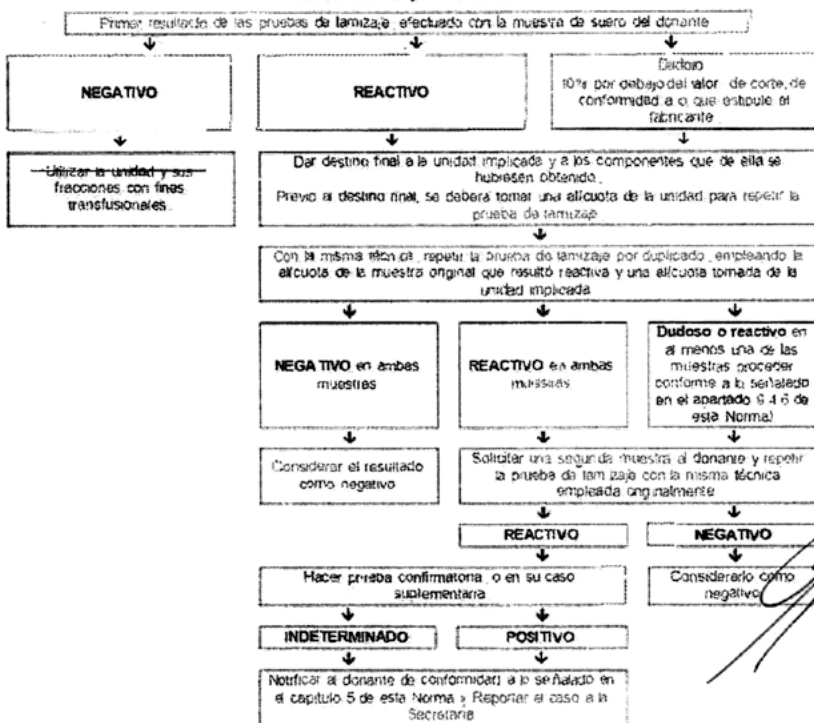 Primer resultado de las pruebas de tamizaje, efectuado con la muestra de suero del donante
NEGATIVO
REACTIVO
Dudoso
10% por debajo del valor de corte, de
conformidad a lo que estipule el
fabricante
Utilizar la unidad y sus
fracciones con fines
transfusionales
Dar destino final a la unidad implicada y a los componentes que de ella se
hubiesen obtenido.
Previo al destino final, se deberá tomar una alícuota de la unidad para repetir la
prueba de tamizaje
Con la misma técnica, repetir la prueba de tamizaje por duplicado, empleando la
alícuota de la muestra original que resultó reactiva y una alícuota tomada de la
unidad implicada
NEGATIVO en ambas
muestras
REACTIVO en ambas
muestras
Dudoso o reactivo en
al menos una de las
muestras proceder
conforme a lo señalado
en el apartado 9.4.6 de
esta Norma)
Considerar el resultado
como negativo
Solicitar una segunda muestra al donante y repetir
la prueba de tamizaje con la misma técnica
empleada originalmente
REACTIVO
NEGATIVO
Hacer prueba confirmatoria, o en su caso
suplementaria
Considerarlo como
negativo
INDETERMINADO
POSITIVO
Notificar al donante de conformidad a lo señalado en
el capítulo 5 de esta Norma y Reportar el caso a la
Secretaría